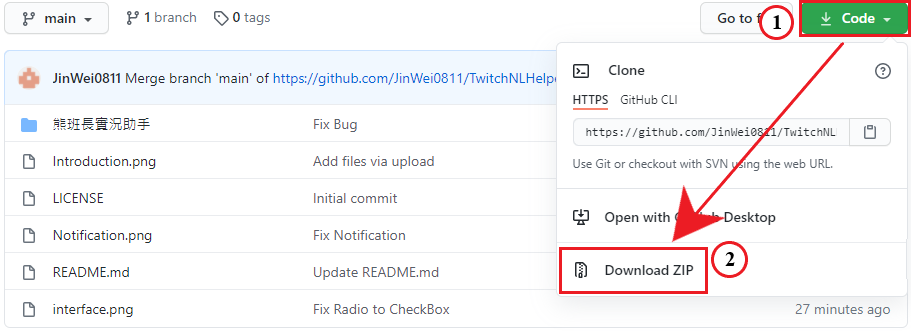 main 1 branch 0 tags Go to f 1 Code
JinWei0811 Merge branch 'main' of https://github.com/JinWei0811/TwitchNLHelp
Clone
HTTPS GitHub CLI
熊班長實況助手 Fix Bug
https://github.com/JinWei0811/TwitchNL
Introduction.png Add files via upload
Use Git or checkout with SVN using the web URL.
LICENSE Initial commit
Open with GitHub Desktop
Notification.png Fix Notification
README.md Update README.md
Download ZIP 2
interface.png Fix Radio to CheckBox 27 minutes ago